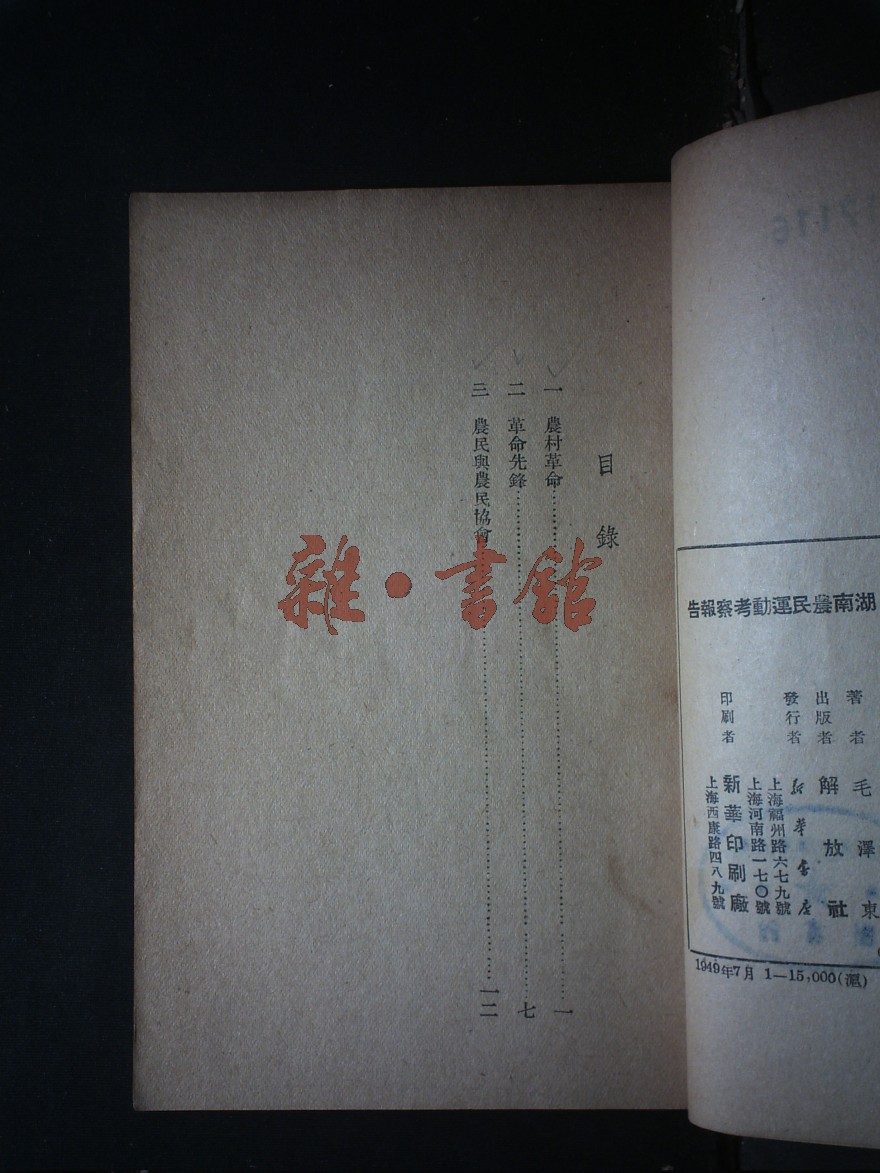 湖南農民運動考察報告
著者 毛澤東
出版者 解放社
發行者 新華書店
上海福州路六七九號
上海河南路一七〇號
印刷者 新華印刷廠
上海西康路四八九號
1949年7月 1—15,000(滬)
目錄
一 農村革命 一
二 革命先鋒 七
三 農民與農民協會 一二
雜·書館